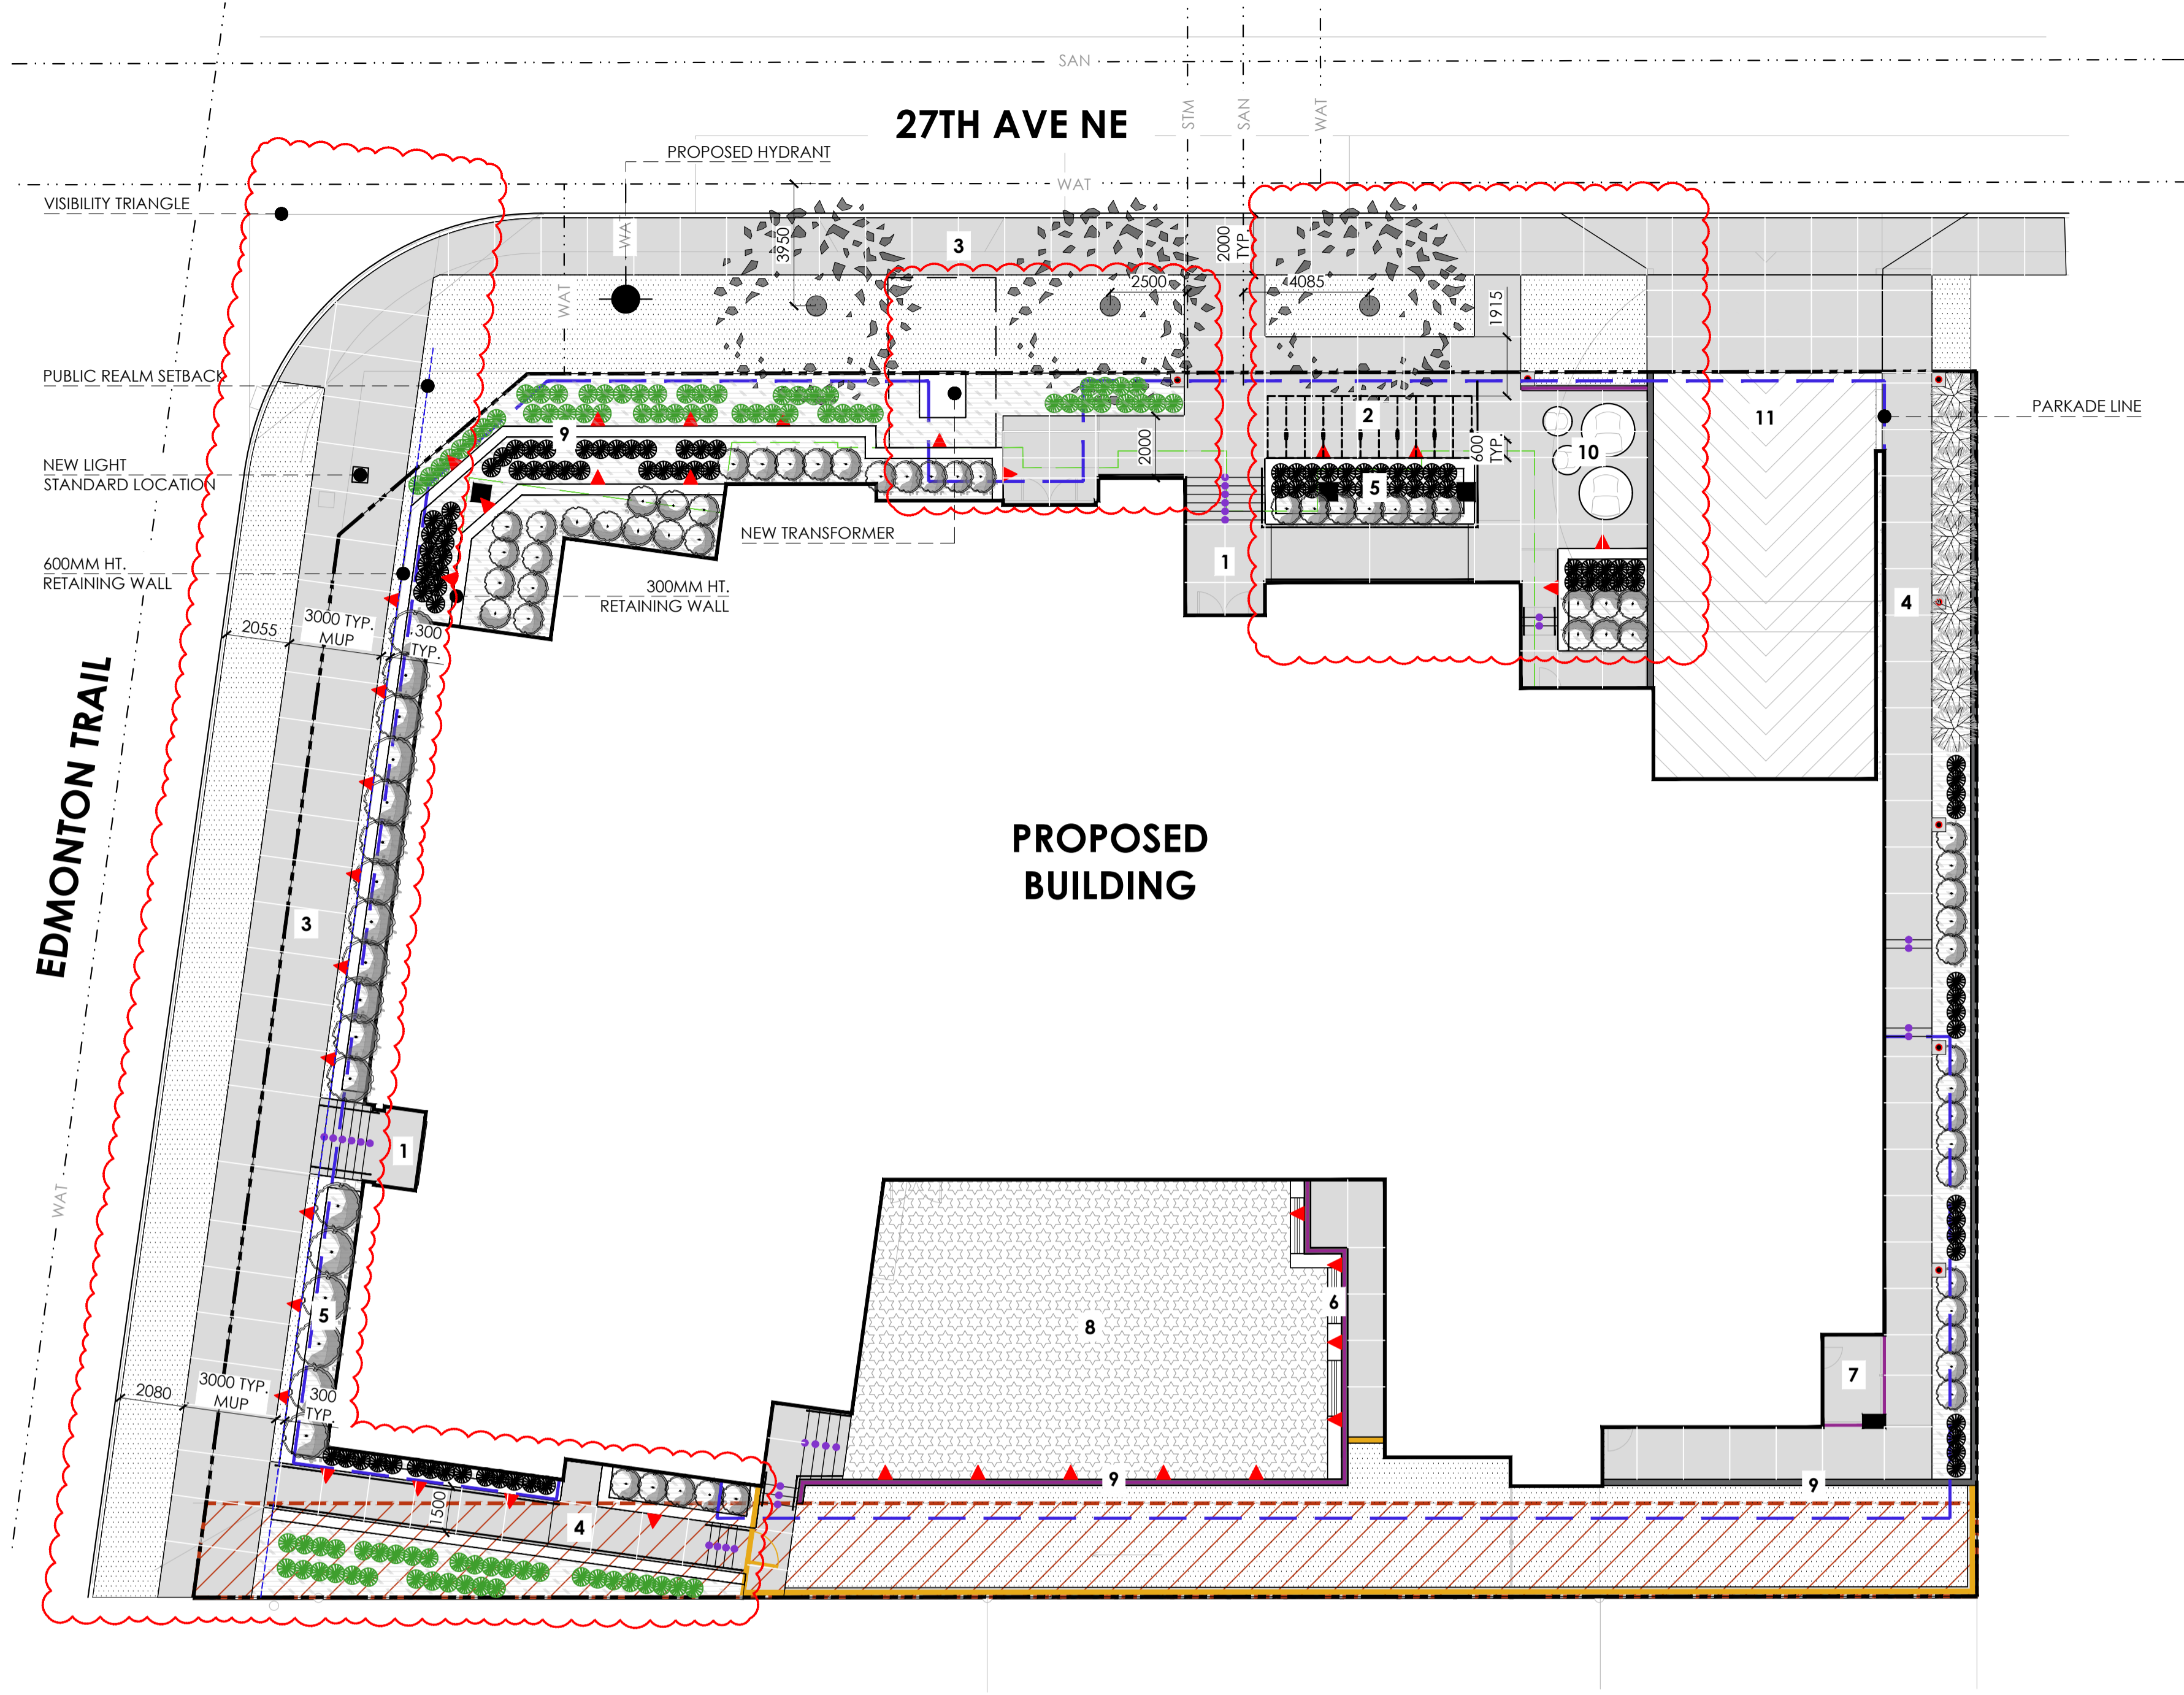 SAN
27TH AVE NE
STM
SAN
WAT
PROPOSED HYDRANT
WAT
VISIBILITY TRIANGLE
WAT
3950
3
2000
TYP.
2500
4085
1915
WAT
PUBLIC REALM SETBACK
2
11
PARKADE LINE
9
2000
600
TYP.
10
NEW LIGHT
STANDARD LOCATION
5
NEW TRANSFORMER
1
600MM HT.
RETAINING WALL
300MM HT.
RETAINING WALL
4
2055
3000 TYP.
MUP
300
TYP.
EDMONTON TRAIL
PROPOSED
BUILDING
3
1
WAT
5
6
8
7
2080
3000 TYP.
MUP
300
TYP.
9
9
1500
4